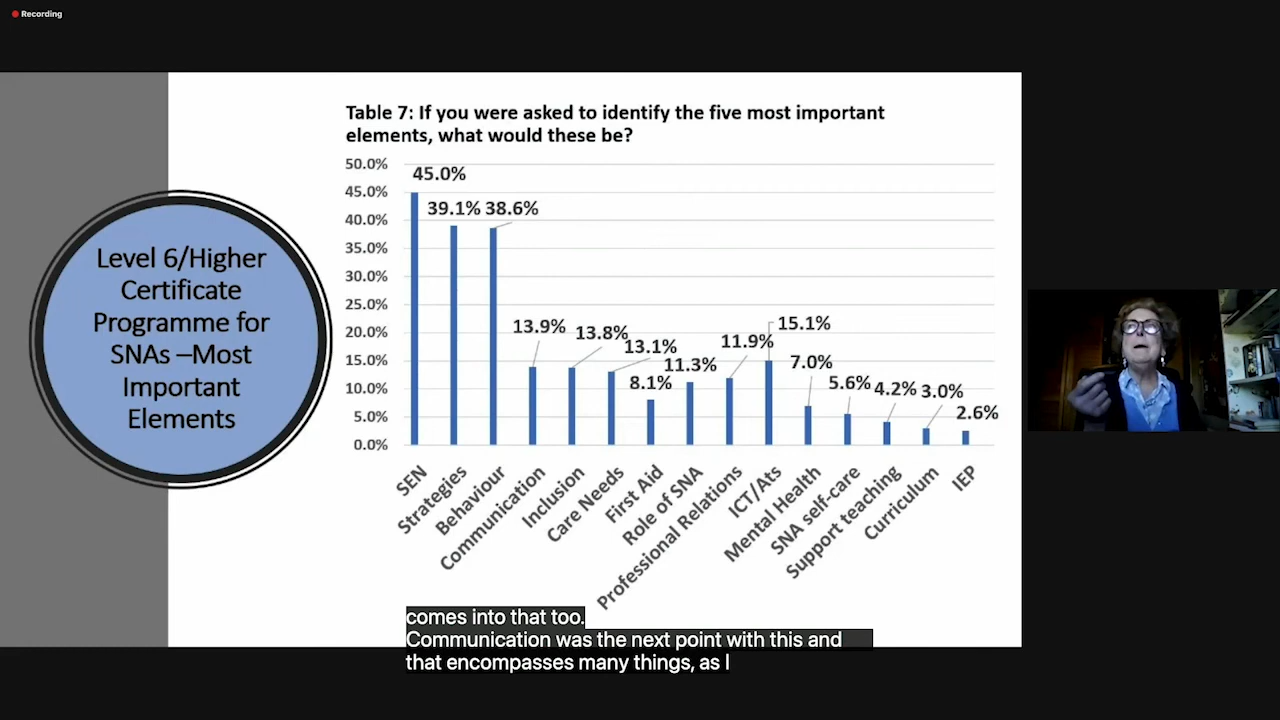 Recording
Table 7: If you were asked to identify the five most important
elements, what would these be?
50.0%
45.0%
40.0%
35.0%
30.0%
25.0%
20.0%
15.0%
10.0%
5.0%
0.0%
45.0%
39.1%
38.6%
13.9%
13.8%
13.1%
8.1%
11.3%
11.9%
15.1%
7.0%
5.6%
4.2%
3.0%
2.6%
SEN
Strategies
Behaviour
Communication
Inclusion
Care Needs
First Aid
Role of SNA
Professional Relations
ICT/Ats
Mental Health
SNA self-care
Support teaching
Curriculum
IEP
Level 6/Higher
Certificate
Programme for
SNAs –Most
Important
Elements
comes into that too.
Communication was the next point with this and
that encompasses many things, as I